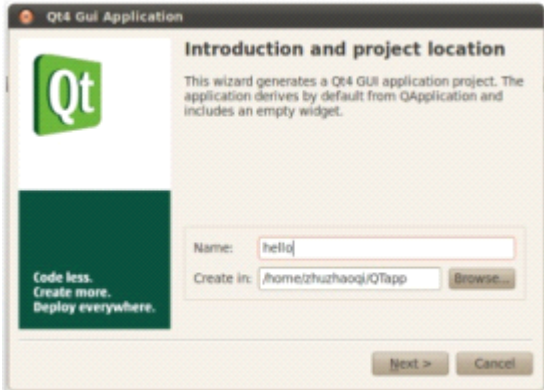 Qt4 Gui Application
Qt
Introduction and project location
This wizard generates a Qt4 GUI application project. The
application derives by default from QApplication and
includes an empty widget.
Name: hello
Create in: /home/zhuzhaoqi/QTapp Browse...
Code less.
Create more.
Deploy everywhere.
Next > Cancel